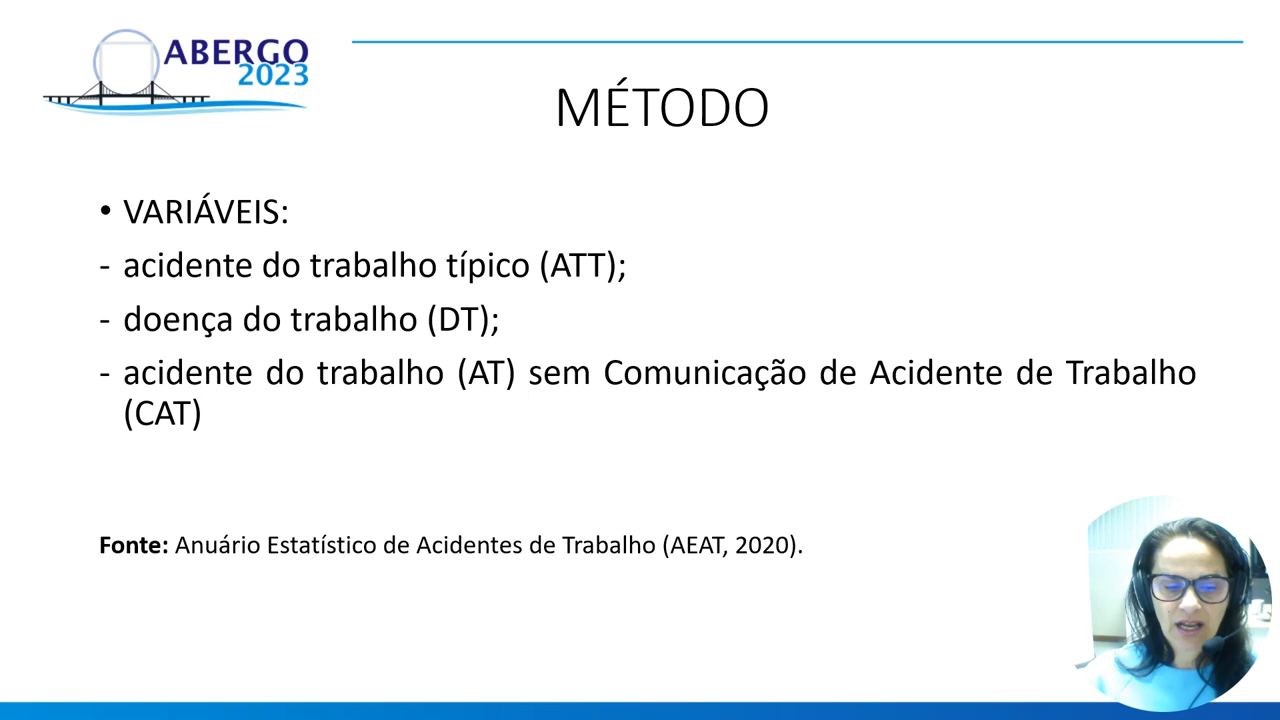 ABERGO
2023
MÉTODO
• VARIÁVEIS:
- acidente do trabalho típico (ATT);
- doença do trabalho (DT);
- acidente do trabalho (AT) sem Comunicação de Acidente de Trabalho
(CAT)
Fonte: Anuário Estatístico de Acidentes de Trabalho (AEAT, 2020).